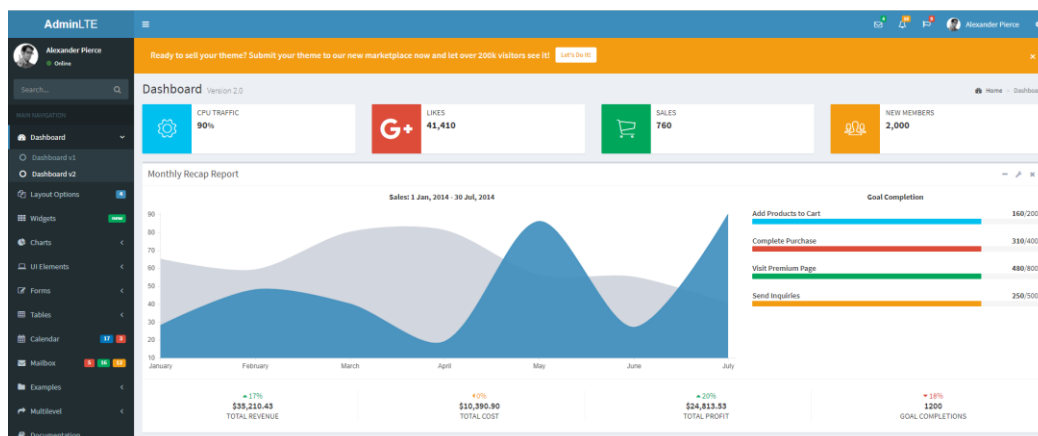 AdminLTE
Alexander Pierce
Alexander Pierce
Online
Ready to sell your theme? Submit your theme to our new marketplace now and let over 200k visitors see it! Let's Do It!
Search...
MAIN NAVIGATION
Dashboard
Dashboard v1
Dashboard v2
Layout Options 4
Widgets new
Charts
UI Elements
Forms
Tables
Calendar 17 3
Mailbox 5 16 12
Examples
Multilevel
Documentation
Dashboard Version 2.0
Home > Dashboar
CPU TRAFFIC
90%
LIKES
41,410
SALES
760
NEW MEMBERS
2,000
G+
Monthly Recap Report
Sales: 1 Jan, 2014 - 30 Jul, 2014
90
80
70
60
50
40
30
20
10
January February March April May June July
Goal Completion
Add Products to Cart 160/200
Complete Purchase 310/400
Visit Premium Page 480/800
Send Inquiries 250/500
17%
$35,210.43
TOTAL REVENUE
0%
$10,390.90
TOTAL COST
20%
$24,813.53
TOTAL PROFIT
18%
1200
GOAL COMPLETIONS